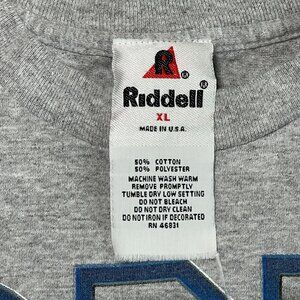 R
Riddell
XL
MADE IN U.S.A.
50% COTTON
50% POLYESTER
MACHINE WASH WARM
REMOVE PROMPTLY
TUMBLE DRY LOW SETTING
DO NOT BLEACH
DO NOT DRY CLEAN
DO NOT IRON IF DECORATED
RN 46831